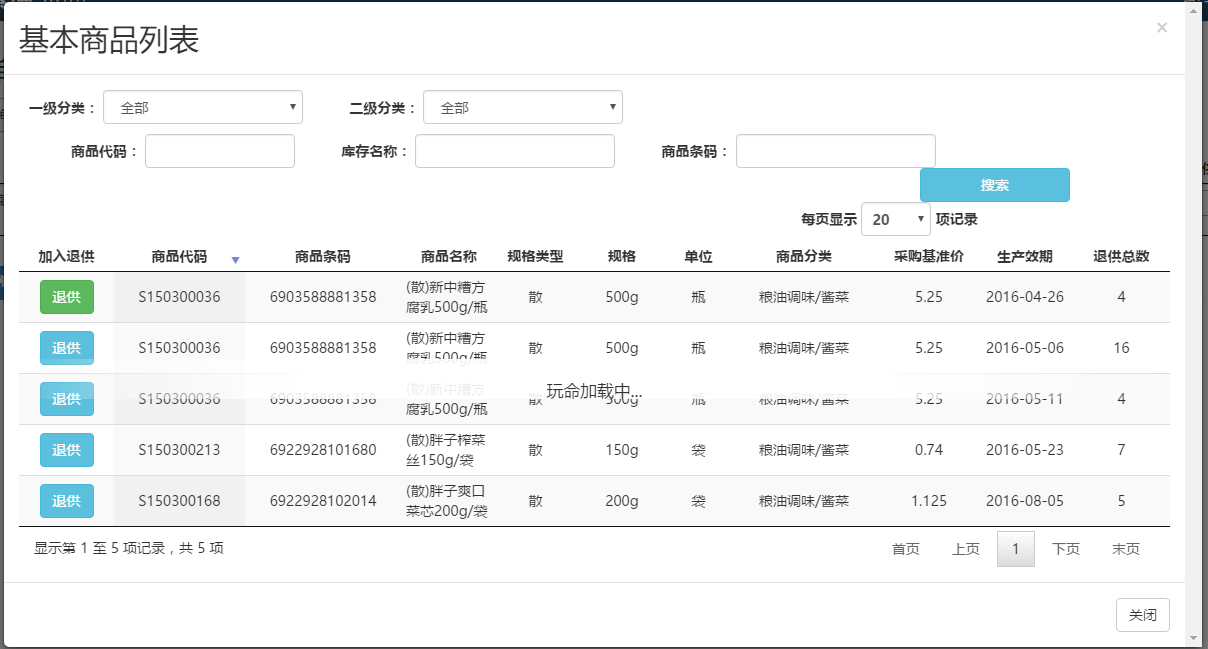 基本商品列表
×
一级分类： 全部 二级分类： 全部
商品代码： 库存名称： 商品条码：
搜索
每页显示 20 项记录
加入退供 商品代码 商品条码 商品名称 规格类型 规格 单位 商品分类 采购基准价 生产效期 退供总数
退供 S150300036 6903588881358 (散)新中糟方 散 500g 瓶 粮油调味/酱菜 5.25 2016-04-26 4
腐乳500g/瓶
退供 S150300036 6903588881358 (散)新中糟方 散 500g 瓶 粮油调味/酱菜 5.25 2016-05-06 16
腐乳500g/瓶
退供 S150300036 6903588881358 (散)新中糟方 散 500g 瓶 粮油调味/酱菜 5.25 2016-05-11 4
玩命加载中...
腐乳500g/瓶
退供 S150300213 6922928101680 (散)胖子榨菜 散 150g 袋 粮油调味/酱菜 0.74 2016-05-23 7
丝150g/袋
退供 S150300168 6922928102014 (散)胖子爽口 散 200g 袋 粮油调味/酱菜 1.125 2016-08-05 5
菜芯200g/袋
显示第 1 至 5 项记录，共 5 项 首页 上页 1 下页 末页
关闭